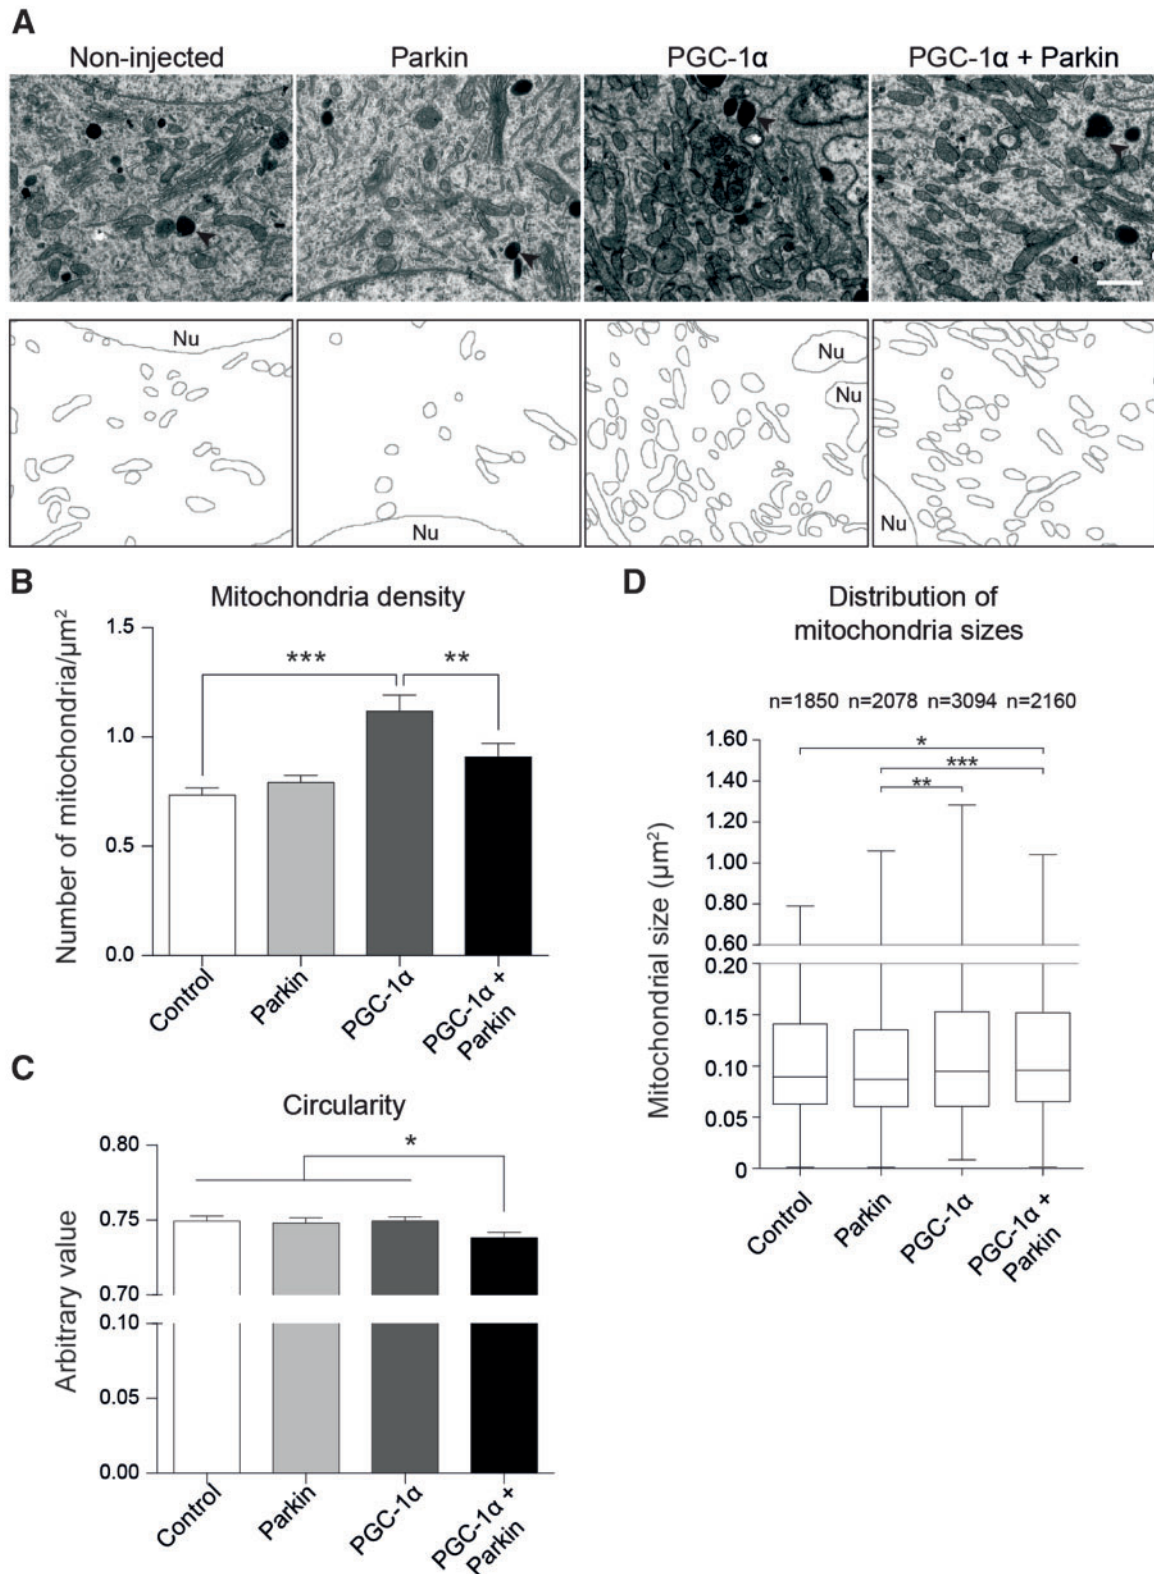 A
Non-injected
Parkin
PGC-1α
PGC-1α + Parkin
Nu
Nu
Nu
Nu
Nu
B
Mitochondria density
Number of mitochondria/µm²
1.5
1.0
0.5
0.0
***
**
Control
Parkin
PGC-1α
PGC-1α +
Parkin
C
Circularity
Arbitrary value
0.80
0.75
0.70
0.10
0.05
0.00
*
Control
Parkin
PGC-1α
PGC-1α +
Parkin
D
Distribution of
mitochondria sizes
n=1850 n=2078 n=3094 n=2160
Mitochondrial size (µm²)
1.60
1.40
1.20
1.00
0.80
0.60
0.20
0.15
0.10
0.05
0
*
***
**
Control
Parkin
PGC-1α
PGC-1α +
Parkin